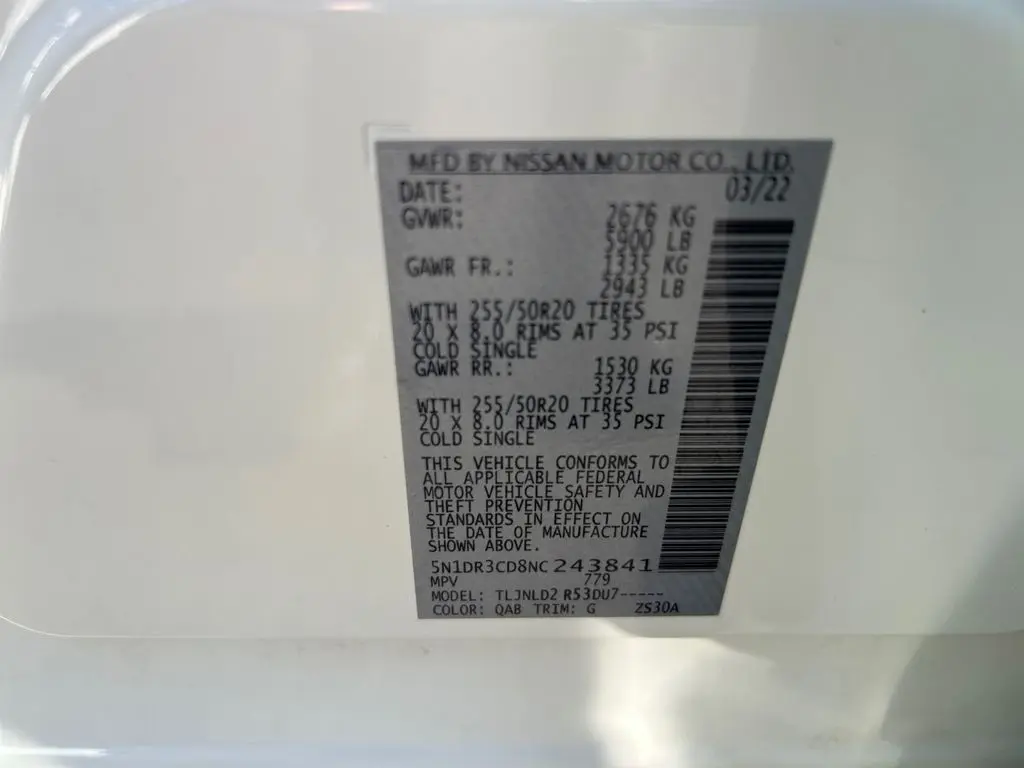 MFD BY NISSAN MOTOR CO., LTD.
DATE: 03/22
GVWR: 2676 KG
5900 LB
GAWR FR.: 1335 KG
2943 LB
WITH 255/50R20 TIRES
20 X 8.0 RIMS AT 35 PSI
COLD SINGLE
GAWR RR.: 1530 KG
3373 LB
WITH 255/50R20 TIRES
20 X 8.0 RIMS AT 35 PSI
COLD SINGLE
THIS VEHICLE CONFORMS TO
ALL APPLICABLE FEDERAL
MOTOR VEHICLE SAFETY AND
THEFT PREVENTION
STANDARDS IN EFFECT ON
THE DATE OF MANUFACTURE
SHOWN ABOVE.
5N1DR3CD8NC243841
MPV 779
MODEL: TLJNLD2 R53DU7-----
COLOR: QAB TRIM: G ZS30A